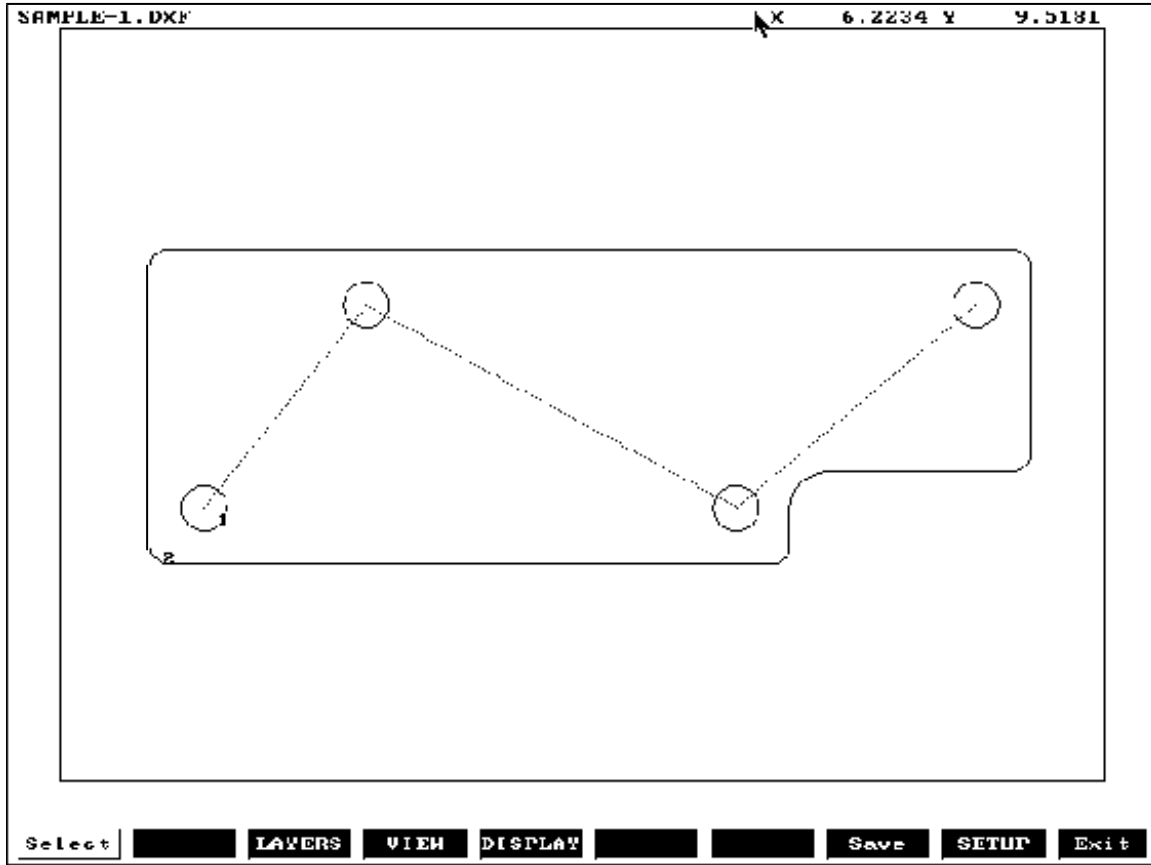 SAMPLE-1.DXF X 6.2234 Y 9.5181
1
2
Select LAYERS VIEW DISPLAY Save SETUP Exit